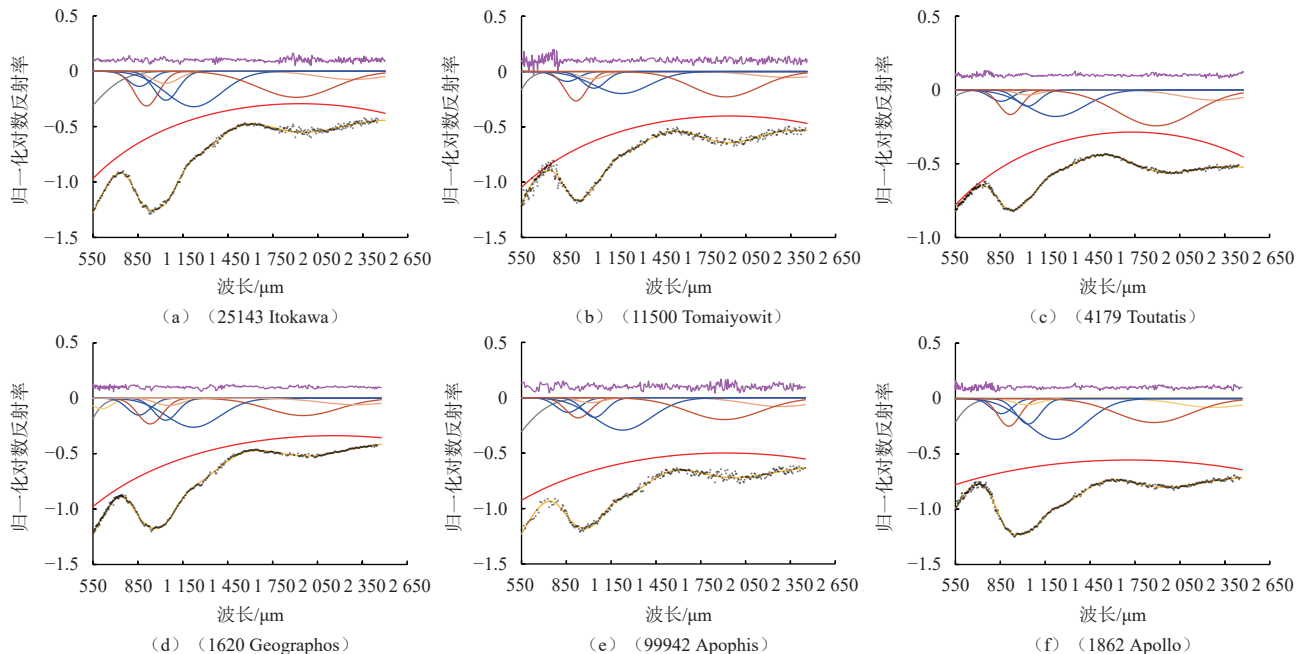 0.5 0.5 0.5
0 0 0
−0.5 −0.5 −0.5
−1.0 −1.0 −1.0
−1.5 −1.5
归一化对数反射率 归一化对数反射率 归一化对数反射率
550 850 1 150 1 450 1 750 2 050 2 350 2 650 550 850 1 150 1 450 1 750 2 050 2 350 2 650 550 850 1 150 1 450 1 750 2 050 2 350 2 650
波长/μm 波长/μm 波长/μm
（a）（25143 Itokawa） （b）（11500 Tomaiyowit） （c）（4179 Toutatis）
0.5 0.5 0.5
0 0 0
−0.5 −0.5 −0.5
−1.0 −1.0 −1.0
−1.5 −1.5 −1.5
归一化对数反射率 归一化对数反射率 归一化对数反射率
550 850 1 150 1 450 1 750 2 050 2 350 2 650 550 850 1 150 1 450 1 750 2 050 2 350 2 650 550 850 1 150 1 450 1 750 2 050 2 350 2 650
波长/μm 波长/μm 波长/μm
（d）（1620 Geographos） （e）（99942 Apophis） （f）（1862 Apollo）